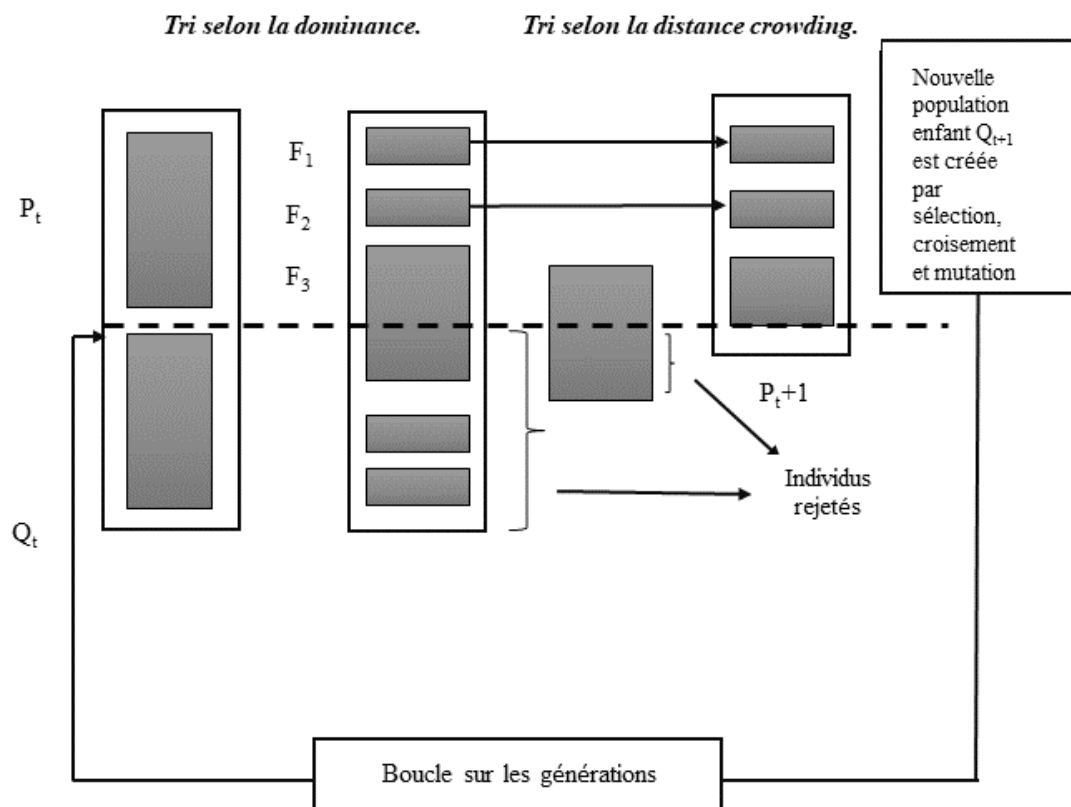 Tri selon la dominance.
Tri selon la distance crowding.
Nouvelle
population
enfant Qt+1
est créée
par
sélection,
croisement
et mutation
F1
Pt
F2
F3
Pt+1
Individus
rejetés
Qt
Boucle sur les générations